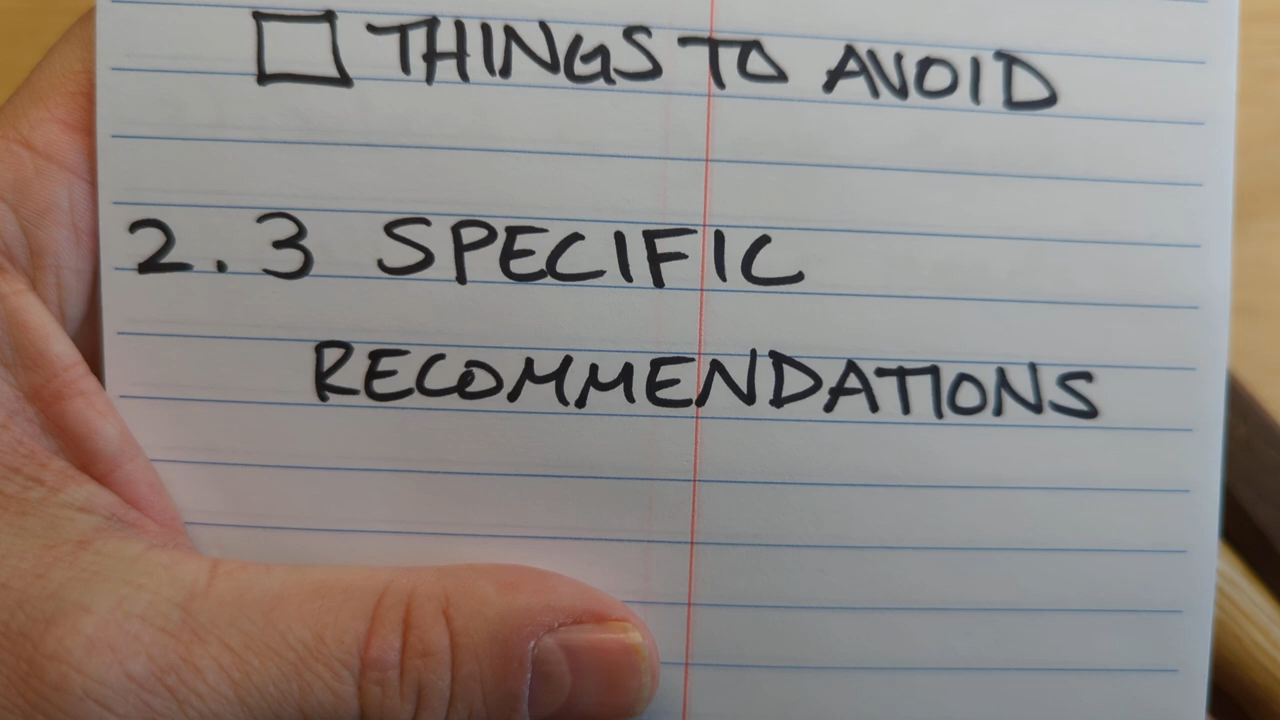 ☐ THINGS TO AVOID
2.3 SPECIFIC
RECOMMENDATIONS